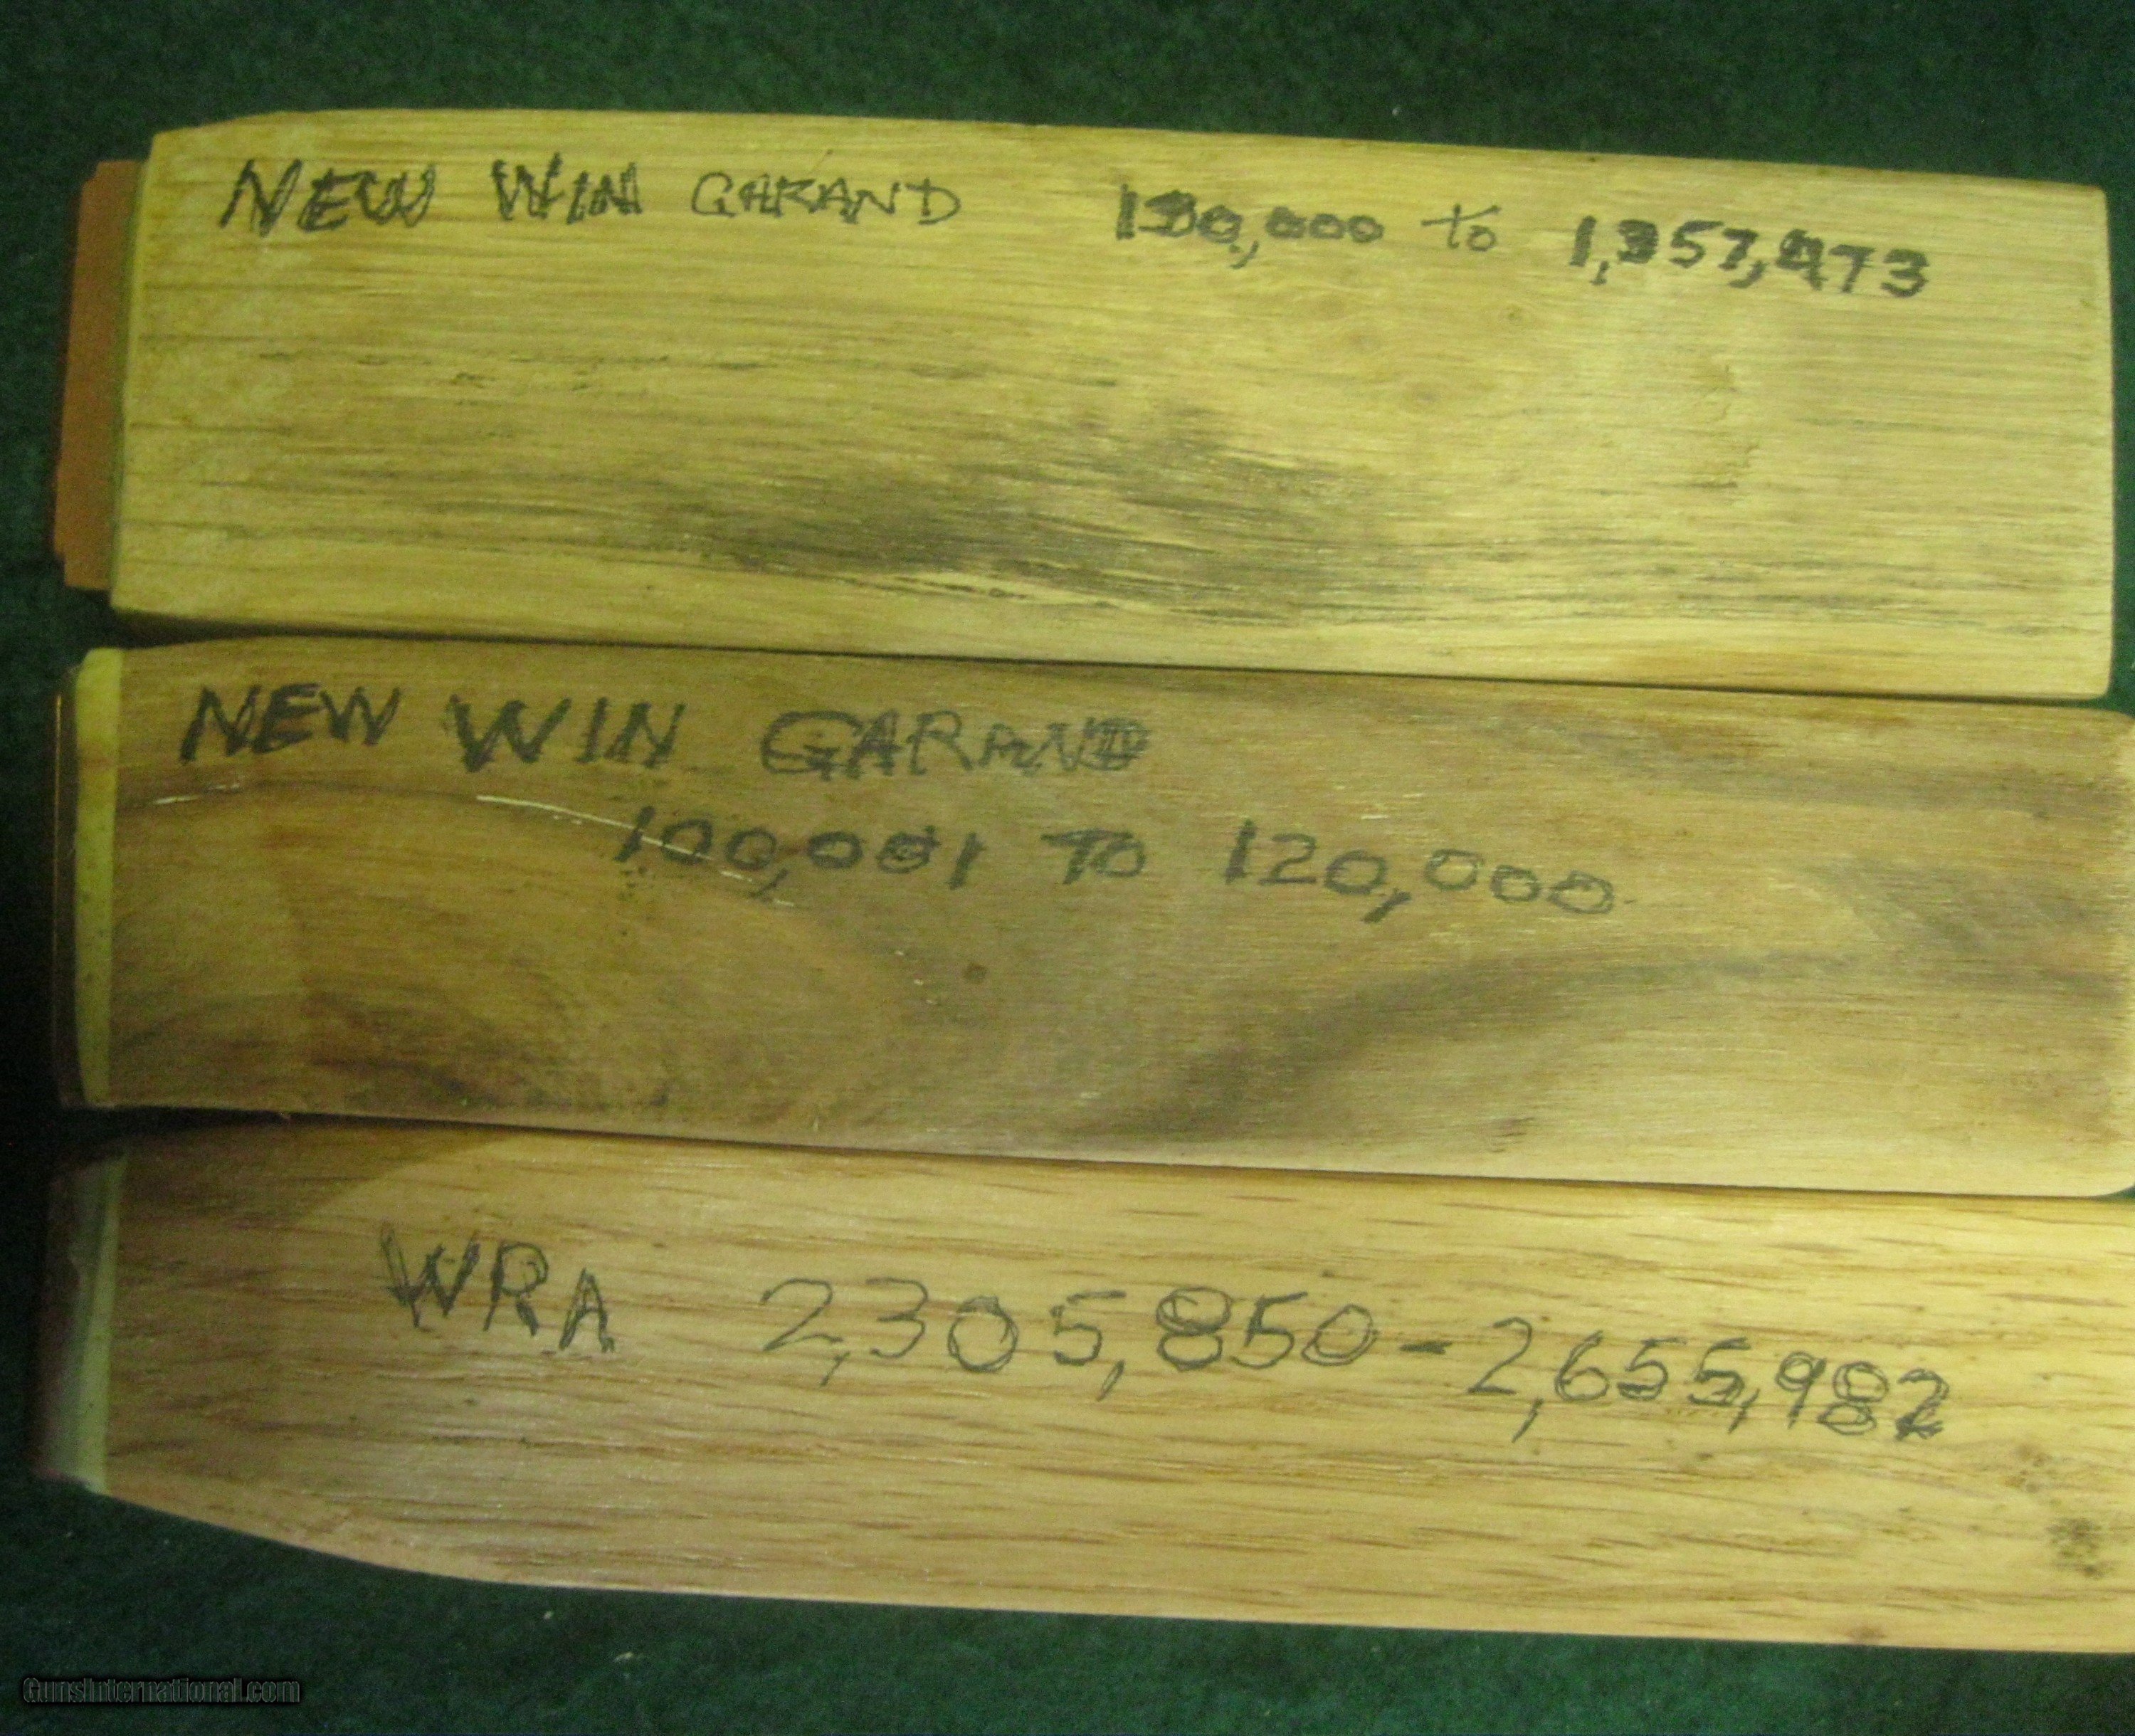 NEW WIN GARAND 130,000 to 1,357,473
NEW WIN GARAND
100,001 TO 120,000
WRA 2,305,850-2,655,982
GunsInternational.com